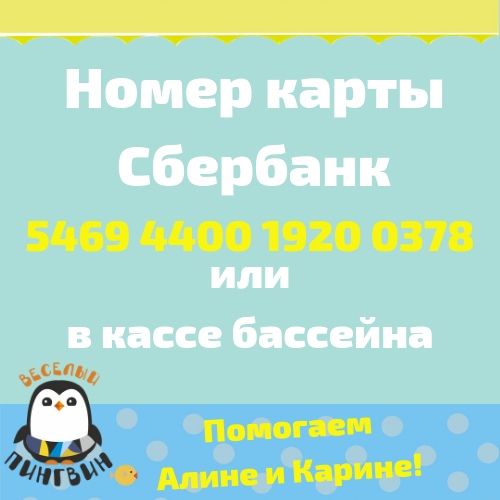 Номер карты
Сбербанк
5469 4400 1920 0378
или
в кассе бассейна
ВЕСЕЛЫЙ
ПИНГВИН
Помогаем
Алине и Карине!